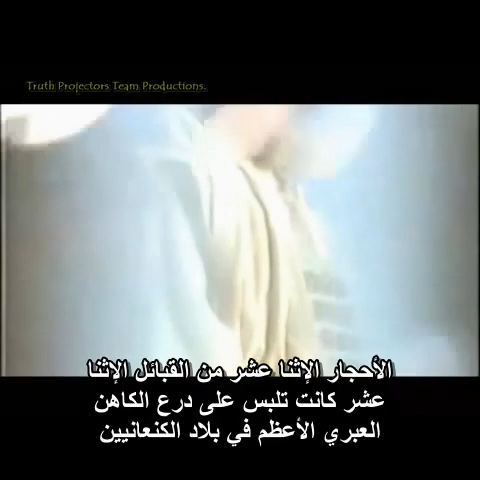 Truth Projectors Team Productions.
الأحجار الإثنا عشر من القبائل الإثنا
عشر كانت تلبس على درع الكاهن
العبري الأعظم في بلاد الكنعانيين